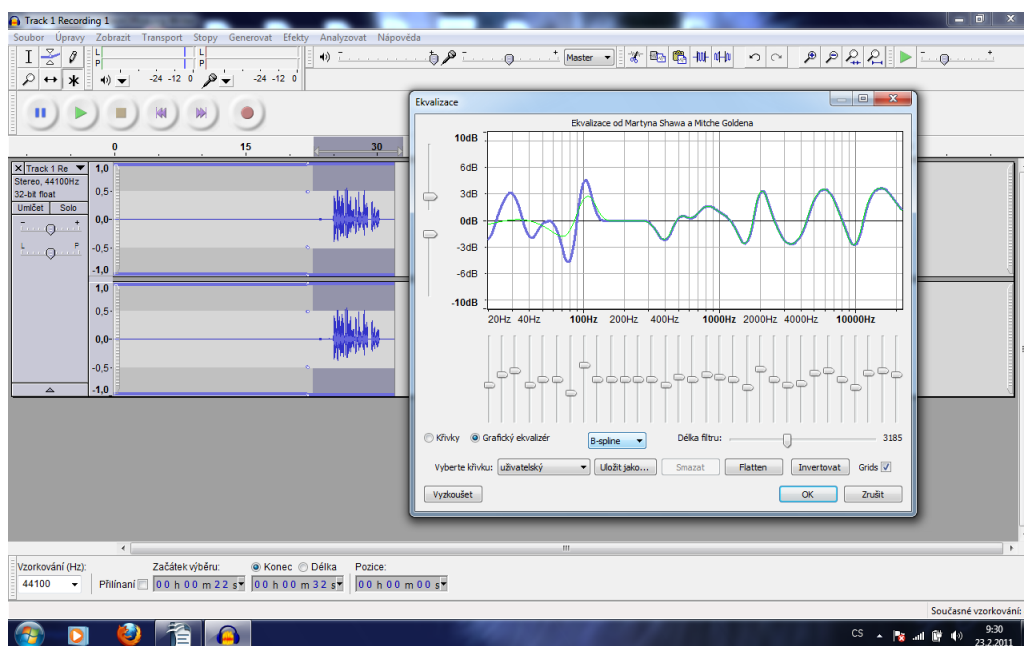 Track 1 Recording 1
Soubor Úpravy Zobrazit Transport Stopy Generovat Efekty Analyzovat Nápověda
L
P
-24 -12 0
L
P
-24 -12 0
Master
0 15 30
Track 1 Re
Stereo, 44100Hz
32-bit float
Umlčet Solo
- +
L P
1,0
0,5
0,0
-0,5
-1,0
1,0
0,5
0,0
-0,5
-1,0
Ekvalizace
Ekvalizace od Martyna Shawa a Mitche Goldena
10dB
6dB
3dB
0dB
-3dB
-6dB
-10dB
20Hz 40Hz 100Hz 200Hz 400Hz 1000Hz 2000Hz 4000Hz 10000Hz
Křivky Grafický ekvalizér B-spline Délka filtru: 3185
Vyberte křivku: uživatelský Uložit jako... Smazat Flatten Invertovat Grids
Vyzkoušet OK Zrušit
Vzorkování (Hz): Začátek výběru: Konec Délka Pozice:
44100 Přilínaní 00 h 00 m 22 s 00 h 00 m 32 s 00 h 00 m 00 s
Současné vzorkování:
CS 9:30
23.2.2011